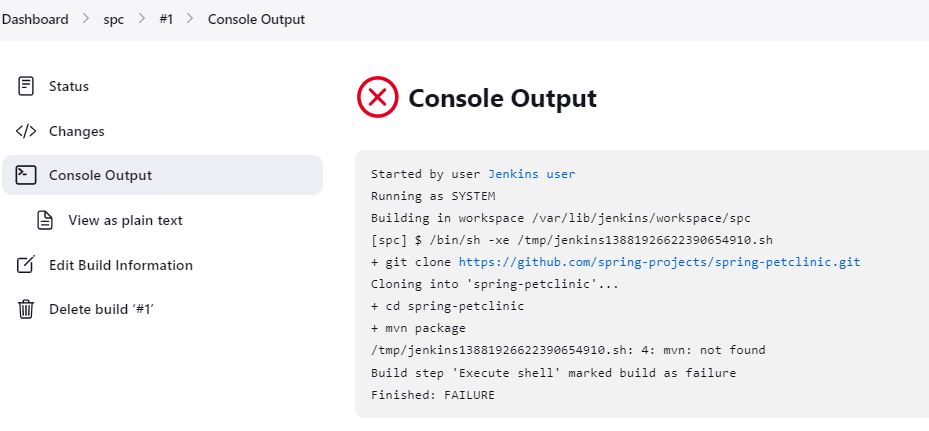 Dashboard > spc > #1 > Console Output
Status
Changes
Console Output
View as plain text
Edit Build Information
Delete build ‘#1’
Console Output
Started by user Jenkins user
Running as SYSTEM
Building in workspace /var/lib/jenkins/workspace/spc
[spc] $ /bin/sh -xe /tmp/jenkins13881926622390654910.sh
+ git clone https://github.com/spring-projects/spring-petclinic.git
Cloning into 'spring-petclinic'...
+ cd spring-petclinic
+ mvn package
/tmp/jenkins13881926622390654910.sh: 4: mvn: not found
Build step 'Execute shell' marked build as failure
Finished: FAILURE